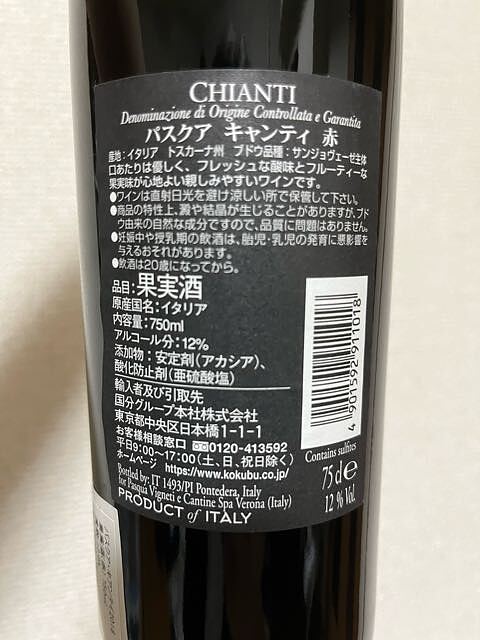 CHIANTI
Denominazione di Origine Controllata e Garantita
パスクア キャンティ 赤
産地:イタリア トスカーナ州 ブドウ品種:サンジョヴェーゼ主体
口あたりは優しく、フレッシュな酸味とフルーティーな
果実味が心地よい親しみやすいワインです。
●ワインは直射日光を避け涼しい所で保管して下さい。
●商品の特性上、澱や結晶が生じることがありますが、ブド
ウ由来の自然な成分ですので、品質に問題はありません。
●妊娠中や授乳期の飲酒は、胎児・乳児の発育に悪影響を
与えるおそれがあります。
●飲酒は20歳になってから。
品目:果実酒
原産国名:イタリア
内容量:750ml
アルコール分:12%
添加物:安定剤(アカシア)、
酸化防止剤(亜硫酸塩)
輸入者及び引取先
国分グループ本社株式会社
東京都中央区日本橋1-1-1
お客様相談窓口 0120-413592
平日9:00~17:00(土、日、祝日除く)
ホームページ https://www.kokubu.co.jp/
Bottled by: IT 1493/PI Pontedera, Italy
for Pasqua Vigneti e Cantine Spa Verona (Italy)
PRODUCT of ITALY
4 901592 911018
Contains sulfites
75 cl e
12 % Vol.